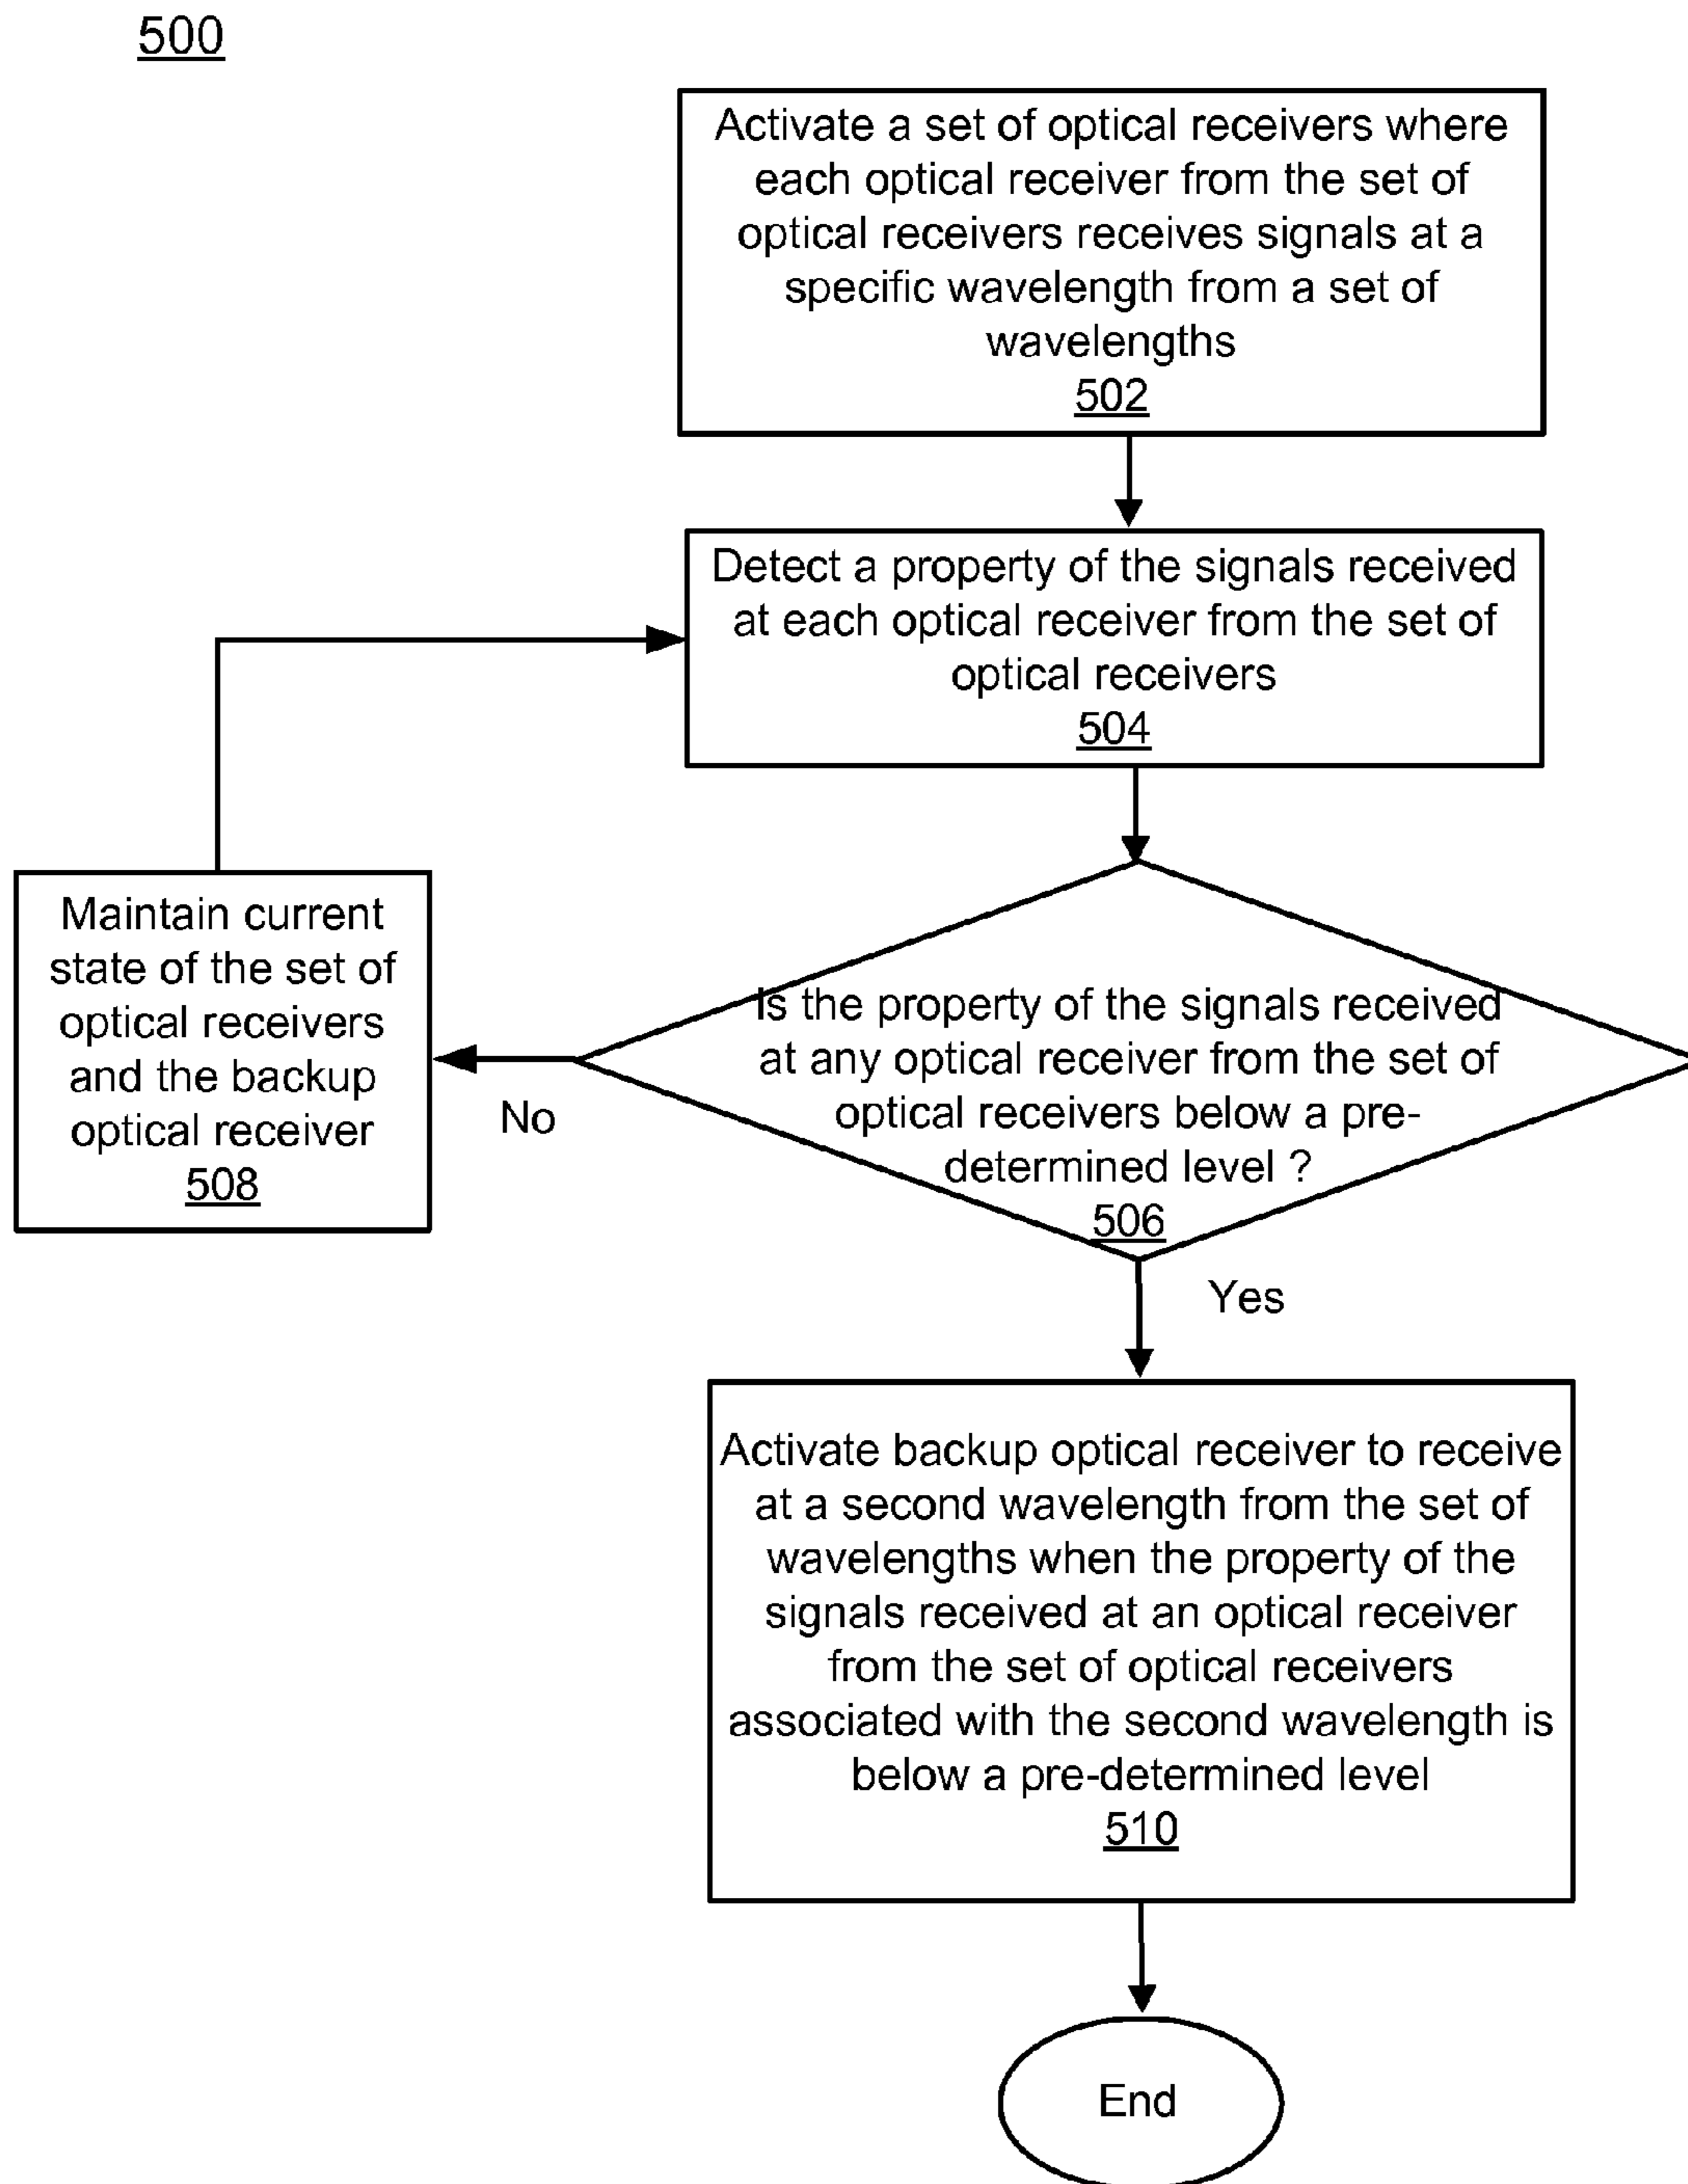 500
Activate a set of optical receivers where
each optical receiver from the set of
optical receivers receives signals at a
specific wavelength from a set of
wavelengths
502
Detect a property of the signals received
at each optical receiver from the set of
optical receivers
504
Is the property of the signals received
at any optical receiver from the set of
optical receivers below a pre-
determined level ?
506
No
Maintain current
state of the set of
optical receivers
and the backup
optical receiver
508
Yes
Activate backup optical receiver to receive
at a second wavelength from the set of
wavelengths when the property of the
signals received at an optical receiver
from the set of optical receivers
associated with the second wavelength is
below a pre-determined level
510
End